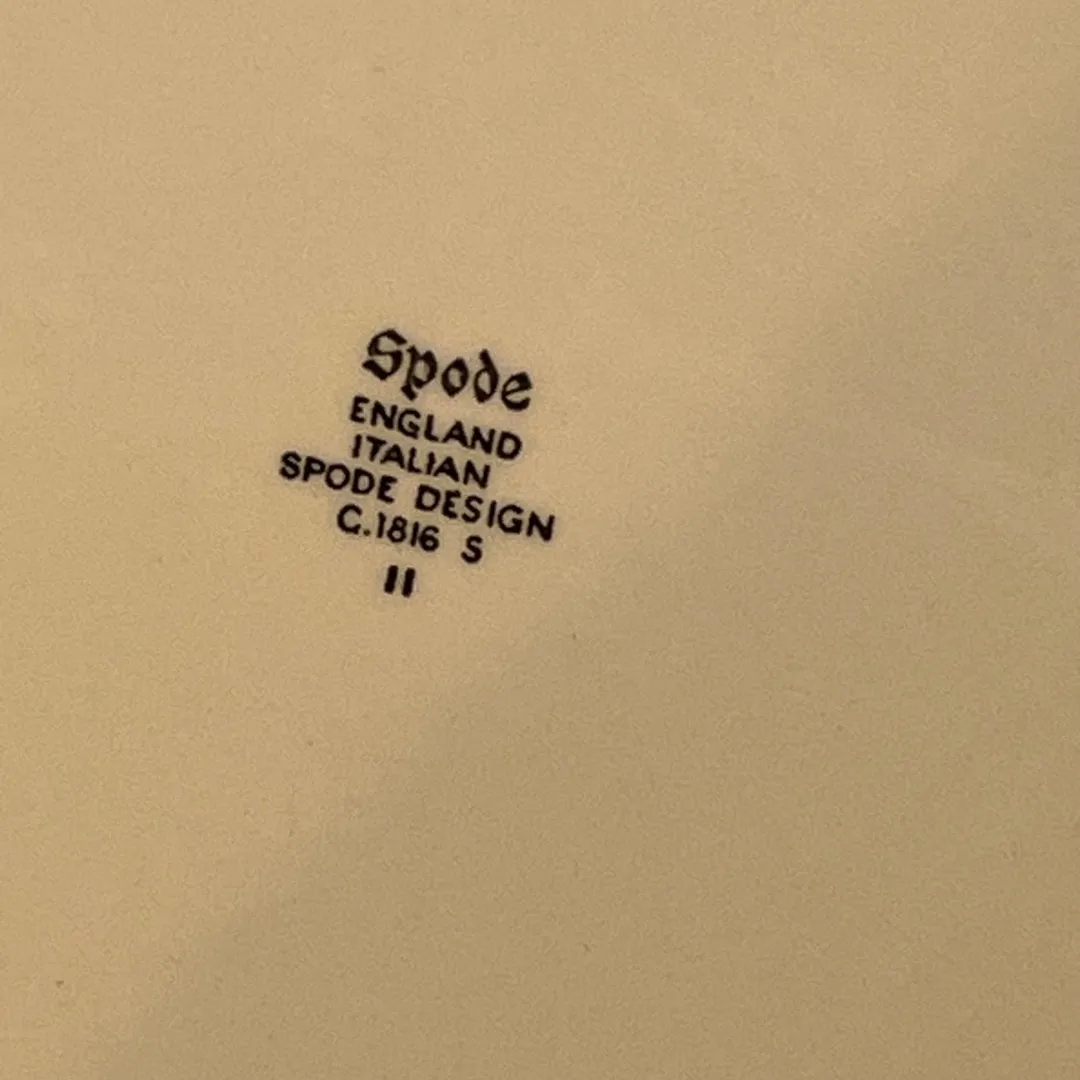 Spode
ENGLAND
ITALIAN
SPODE DESIGN
C.1816 S
II